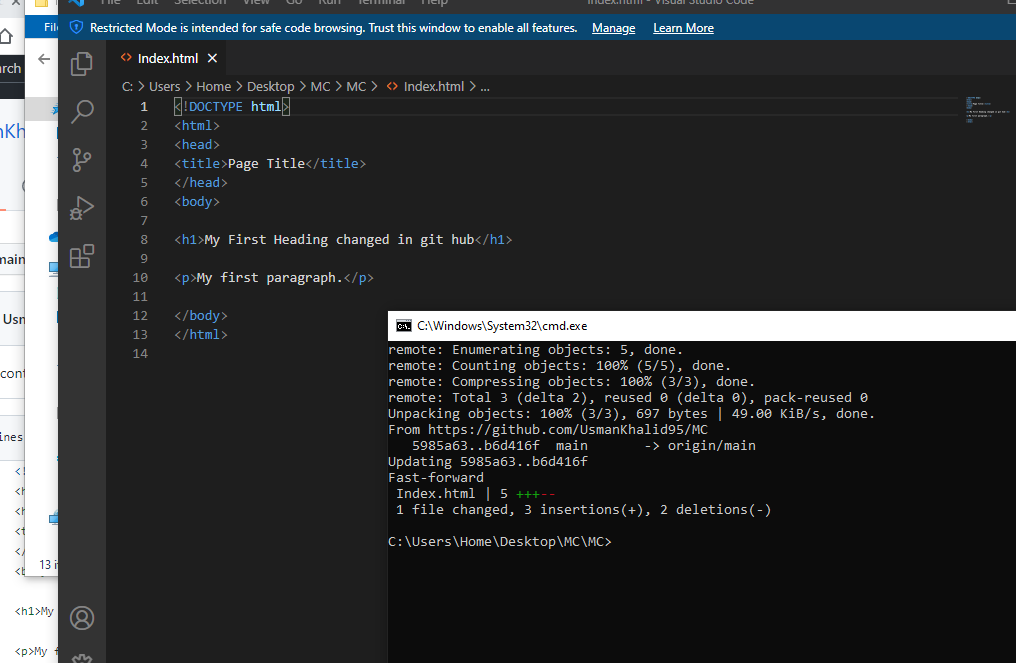 File Edit Selection View Go Run Terminal Help
Index.html - Visual Studio Code
Restricted Mode is intended for safe code browsing. Trust this window to enable all features. Manage Learn More
Index.html
C: > Users > Home > Desktop > MC > MC > <> Index.html > ...
1 <!DOCTYPE html>
2 <html>
3 <head>
4 <title>Page Title</title>
5 </head>
6 <body>
7
8 <h1>My First Heading changed in git hub</h1>
9
10 <p>My first paragraph.</p>
11
12 </body>
13 </html>
14
C:\Windows\System32\cmd.exe
remote: Enumerating objects: 5, done.
remote: Counting objects: 100% (5/5), done.
remote: Compressing objects: 100% (3/3), done.
remote: Total 3 (delta 2), reused 0 (delta 0), pack-reused 0
Unpacking objects: 100% (3/3), 697 bytes | 49.00 KiB/s, done.
From https://github.com/UsmanKhalid95/MC
5985a63..b6d416f main -> origin/main
Updating 5985a63..b6d416f
Fast-forward
Index.html | 5 +++--
1 file changed, 3 insertions(+), 2 deletions(-)
C:\Users\Home\Desktop\MC\MC>
Fil
rch
nKh
main
Usm
cont
ines
<!
<h
<h
<t
</
<b
13 i
<h1>My
<p>My f